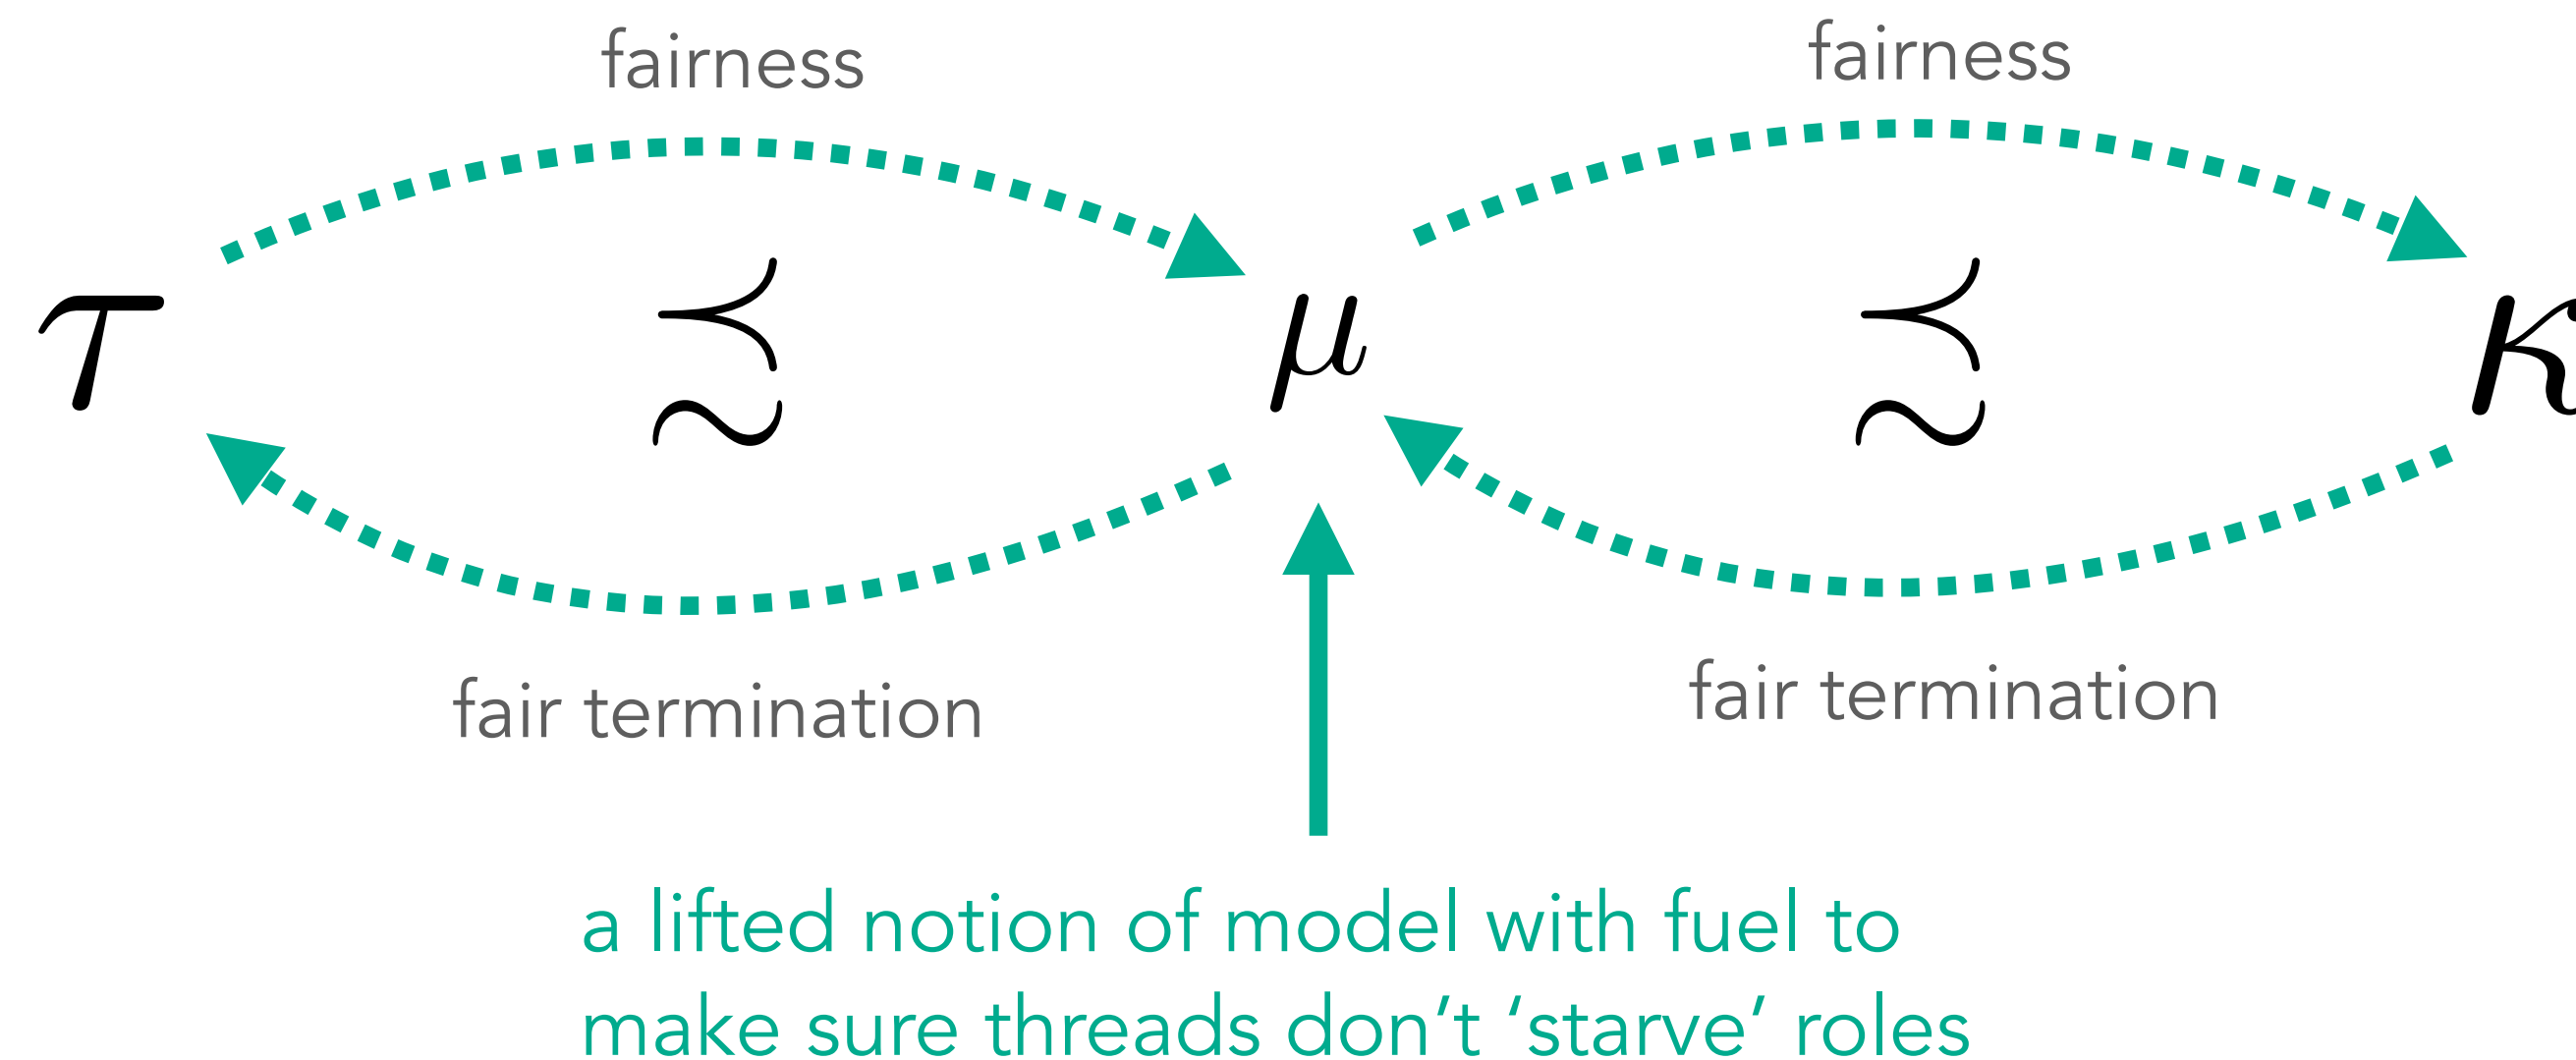 fairness
fairness
τ ⪷ μ ⪷ κ
fair termination
fair termination
a lifted notion of model with fuel to
make sure threads don’t ‘starve’ roles